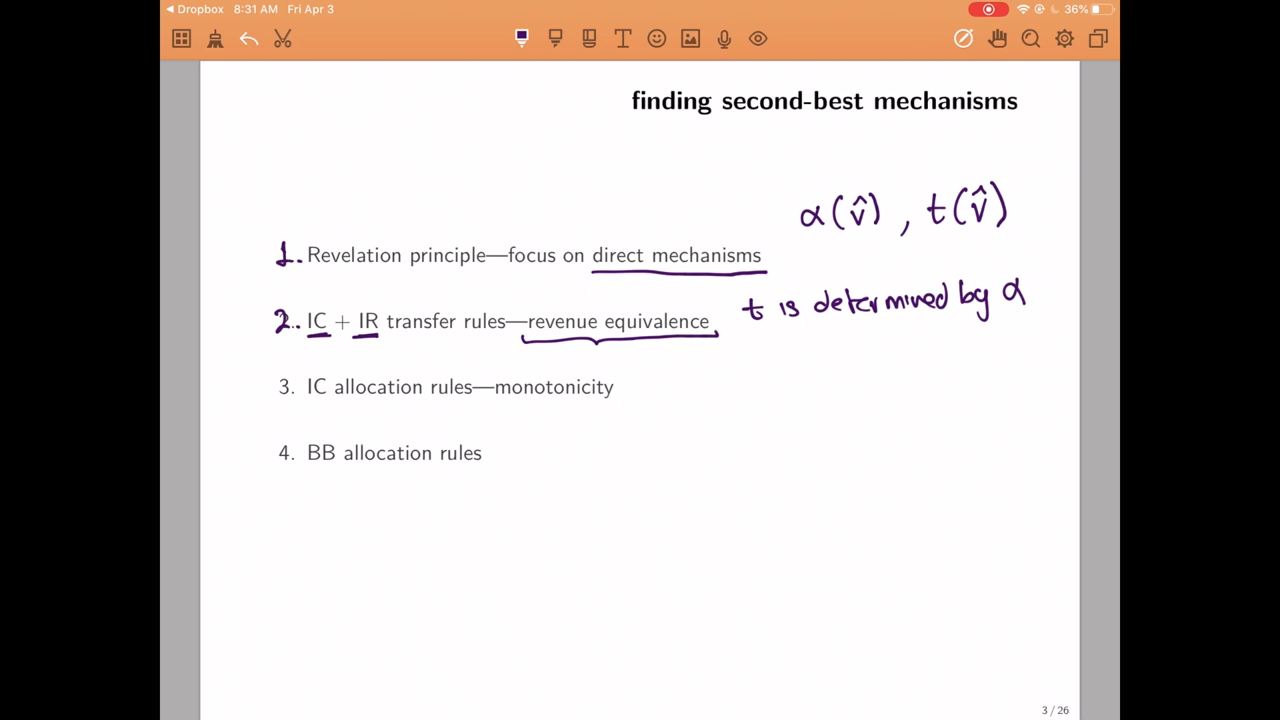 Dropbox 8:31 AM Fri Apr 3 36%
finding second-best mechanisms
α(v̂), t(v̂)
1. Revelation principle—focus on direct mechanisms
2. IC + IR transfer rules—revenue equivalence t is determined by α
3. IC allocation rules—monotonicity
4. BB allocation rules
3 / 26